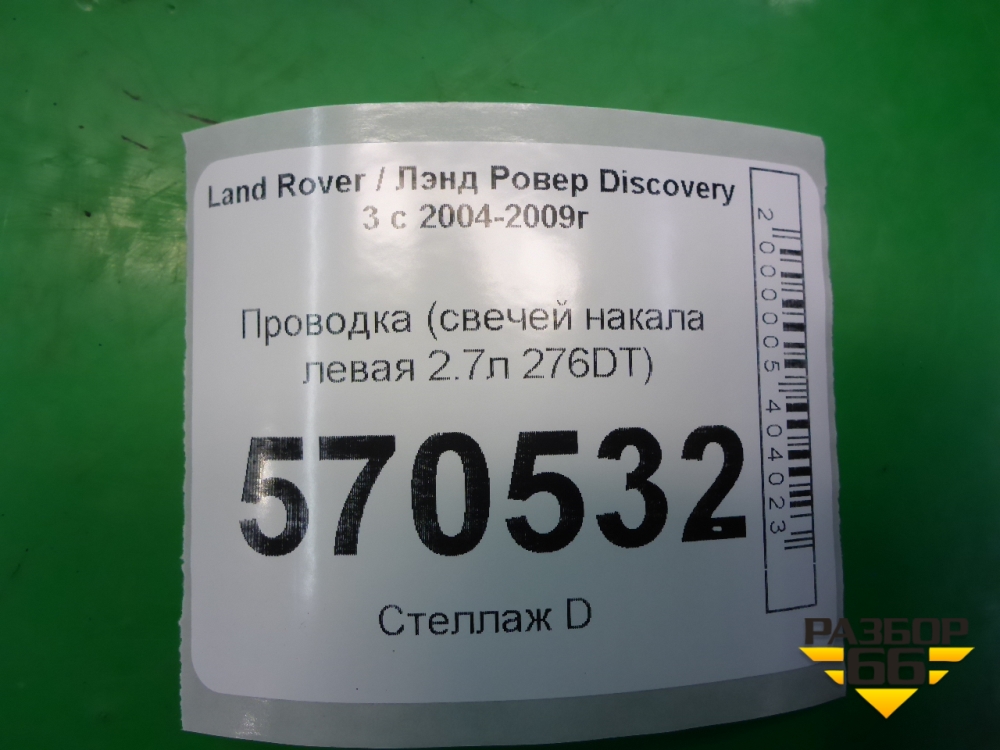 Land Rover / Лэнд Ровер Discovery
3 с 2004-2009г
Проводка (свечей накала
левая 2.7л 276DT)
570532
Стеллаж D
2000005404023
РАЗБОР
66